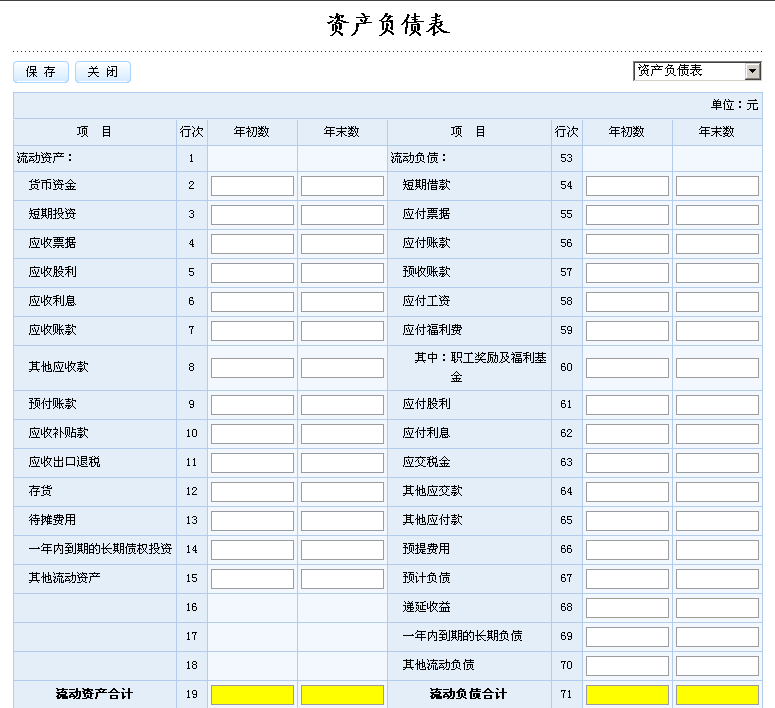 资产负债表
保 存 关 闭 资产负债表
单位：元
项 目 行次 年初数 年末数 项 目 行次 年初数 年末数
流动资产： 1 流动负债： 53
货币资金 2 短期借款 54
短期投资 3 应付票据 55
应收票据 4 应付账款 56
应收股利 5 预收账款 57
应收利息 6 应付工资 58
应收账款 7 应付福利费 59
其他应收款 8 其中：职工奖励及福利基 60
金
预付账款 9 应付股利 61
应收补贴款 10 应付利息 62
应收出口退税 11 应交税金 63
存货 12 其他应交款 64
待摊费用 13 其他应付款 65
一年内到期的长期债权投资 14 预提费用 66
其他流动资产 15 预计负债 67
16 递延收益 68
17 一年内到期的长期负债 69
18 其他流动负债 70
流动资产合计 19 流动负债合计 71